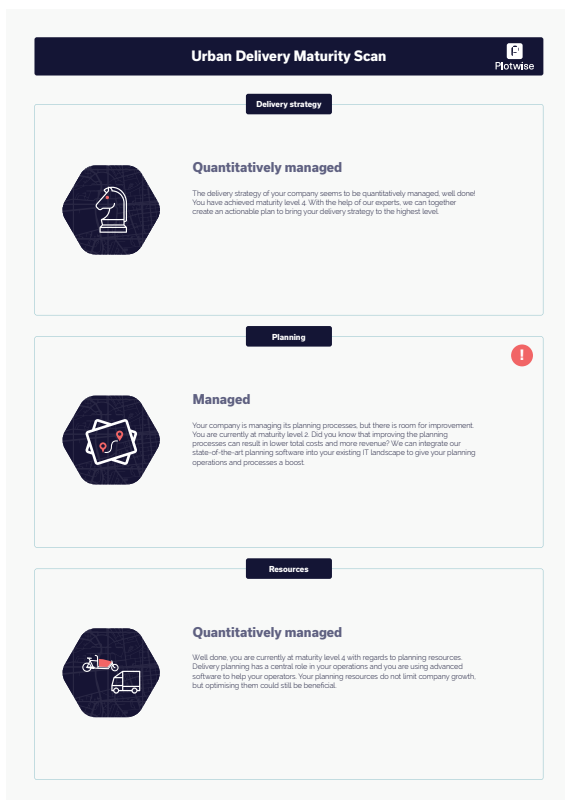 Urban Delivery Maturity Scan
Plotwise
Delivery strategy
Quantitatively managed
The delivery strategy of your company seems to be quantitatively managed, well done!
You have achieved maturity level 4. With the help of our experts, we can together
create an actionable plan to bring your delivery strategy to the highest level.
Planning
!
Managed
Your company is managing its planning processes, but there is room for improvement.
You are currently at maturity level 2. Did you know that improving the planning
processes can result in lower total costs and more revenue? We can integrate our
state-of-the-art planning software into your existing IT landscape to give your planning
operations and processes a boost.
Resources
Quantitatively managed
Well done, you are currently at maturity level 4 with regards to planning resources.
Delivery planning has a central role in your operations and you are using advanced
software to help your operators. Your planning resources do not limit company growth,
but optimising them could still be beneficial.